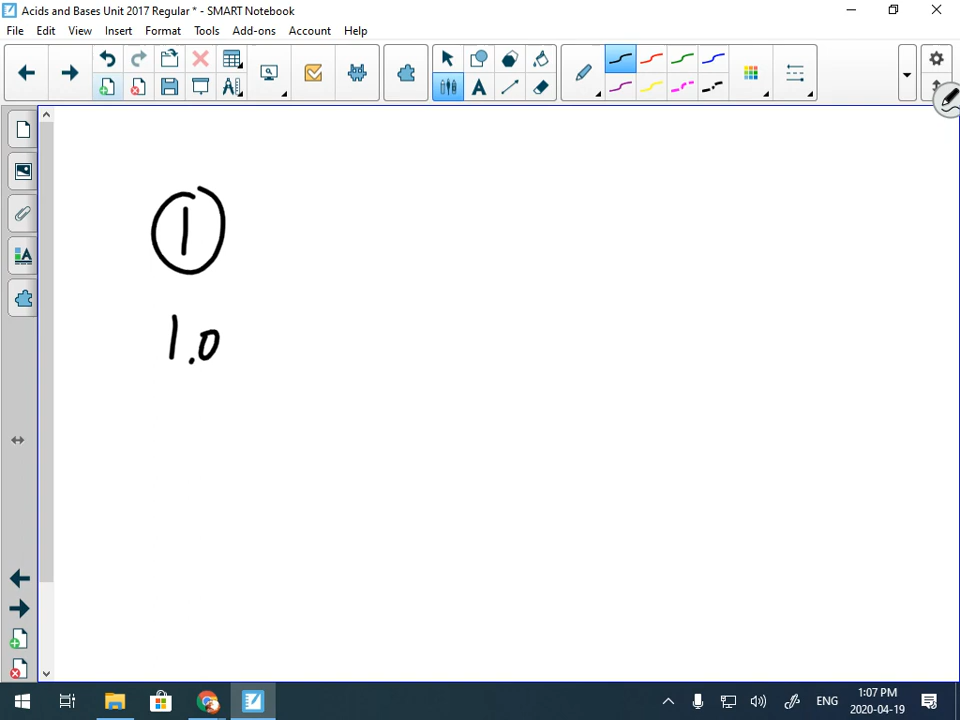 Acids and Bases Unit 2017 Regular * - SMART Notebook
File Edit View Insert Format Tools Add-ons Account Help
1
1.0
ENG
1:07 PM
2020-04-19